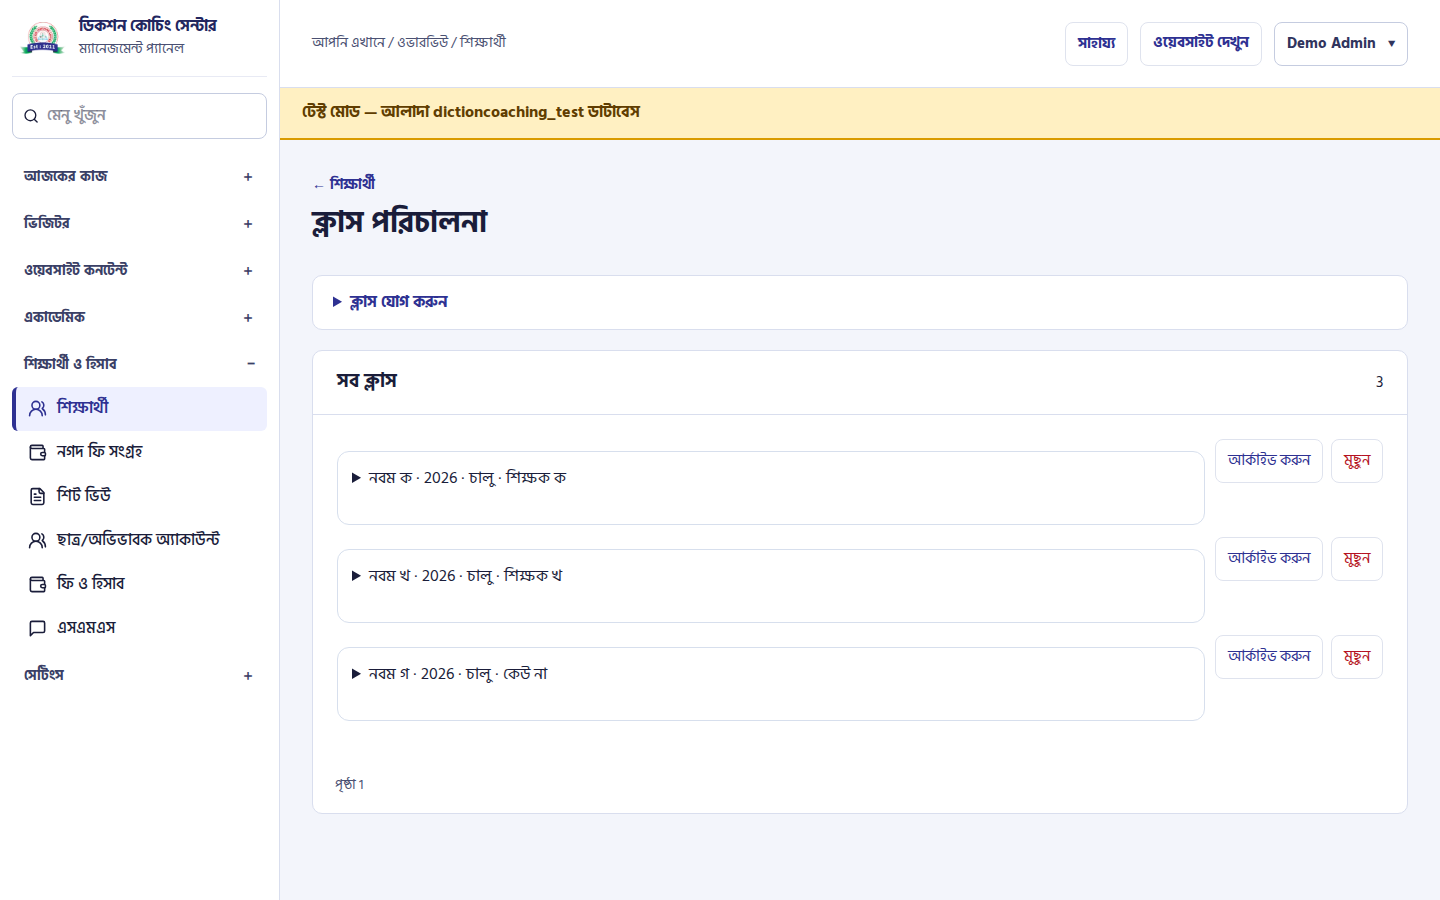 ডিকশন কোচিং সেন্টার
ম্যানেজমেন্ট প্যানেল
Est : 2011
মেনু খুঁজুন
আজকের কাজ +
ভিজিটর +
ওয়েবসাইট কনটেন্ট +
একাডেমিক +
শিক্ষার্থী ও হিসাব −
শিক্ষার্থী
নগদ ফি সংগ্রহ
শিট ভিউ
ছাত্র/অভিভাবক অ্যাকাউন্ট
ফি ও হিসাব
এসএমএস
সেটিংস +
আপনি এখানে / ওভারভিউ / শিক্ষার্থী
সাহায্য
ওয়েবসাইট দেখুন
Demo Admin
টেস্ট মোড — আলাদা dictioncoaching_test ডাটাবেস
← শিক্ষার্থী
ক্লাস পরিচালনা
ক্লাস যোগ করুন
সব ক্লাস 3
নবম ক · 2026 · চালু · শিক্ষক ক আর্কাইভ করুন মুছুন
নবম খ · 2026 · চালু · শিক্ষক খ আর্কাইভ করুন মুছুন
নবম গ · 2026 · চালু · কেউ না আর্কাইভ করুন মুছুন
পৃষ্ঠা 1